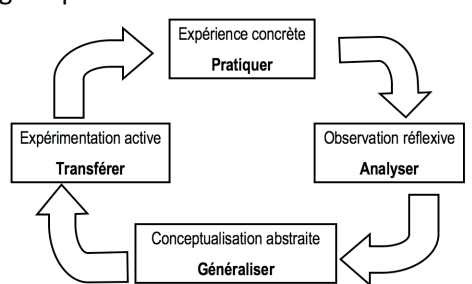 Expérience concrète
Pratiquer
Expérimentation active
Transférer
Observation réflexive
Analyser
Conceptualisation abstraite
Généraliser